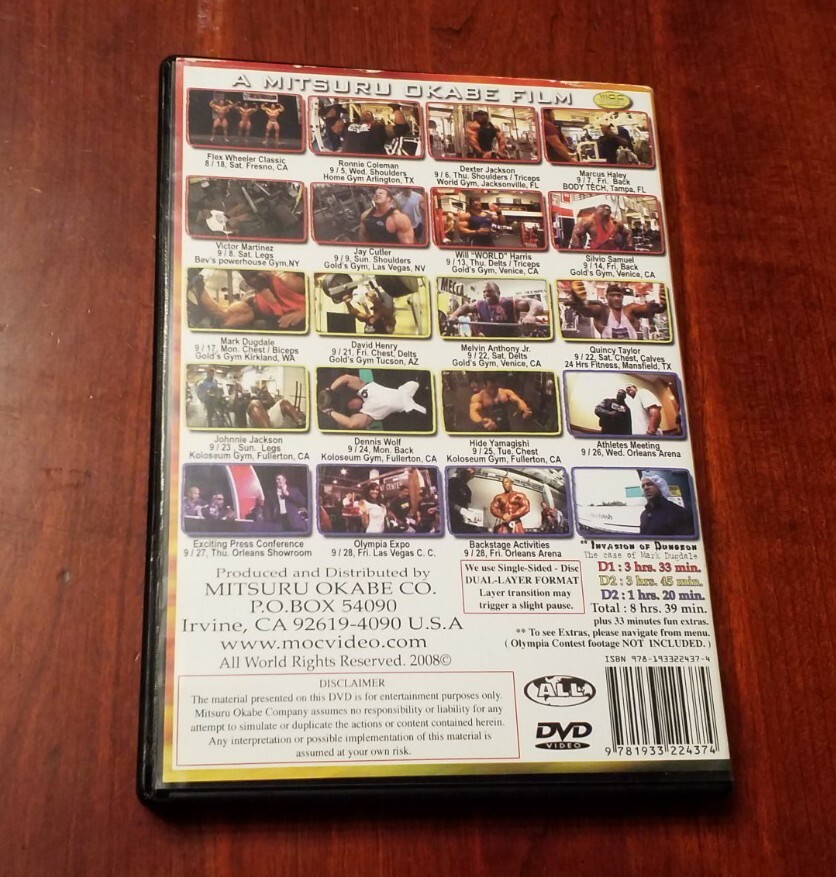 A MITSURU OKABE FILM
MOC
Flex Wheeler Classic
8 / 18, Sat. Fresno, CA
Ronnie Coleman
9 / 5, Wed. Shoulders
Home Gym Arlington, TX
Dexter Jackson
9 / 6, Thu. Shoulders / Triceps
World Gym, Jacksonville, FL
Marcus Haley
9 / 7, Fri. Back
BODY TECH, Tampa, FL
Victor Martinez
9 / 8, Sat. Legs
Bev's powerhouse Gym,NY
Jay Cutler
9 / 9, Sun. Shoulders
Gold's Gym, Las Vegas, NV
Will "WORLD" Harris
9 / 13, Thu. Delts / Triceps
Gold's Gym, Venice, CA
Silvio Samuel
9 / 14, Fri. Back
Gold's Gym, Venice, CA
MECCA
Mark Dugdale
9 / 17, Mon. Chest / Biceps
Gold's Gym Kirkland, WA
David Henry
9 / 21, Fri. Chest, Delts
Gold's Gym Tucson, AZ
Melvin Anthony Jr.
9 / 22, Sat, Delts
Gold's Gym, Venice, CA
Quincy Taylor
9 / 22, Sat. Chest, Calves
24 Hrs Fitness, Mansfield, TX
Johnnie Jackson
9 / 23 , Sun. Legs
Koloseum Gym, Fullerton, CA
Dennis Wolf
9 / 24, Mon. Back
Koloseum Gym, Fullerton, CA
Hide Yamagishi
9 / 25, Tue, Chest
Koloseum Gym, Fullerton, CA
Athletes Meeting
9 / 26, Wed. Orleans Arena
Exciting Press Conference
9 / 27, Thu. Orleans Showroom
Olympia Expo
9 / 28, Fri. Las Vegas C. C.
Backstage Activities
9 / 28, Fri. Orleans Arena
** Invasion of Dungeon
The case of Mark Dugdale
Produced and Distributed by
MITSURU OKABE CO.
P.O.BOX 54090
Irvine, CA 92619-4090 U.S.A
www.mocvideo.com
All World Rights Reserved. 2008©
We use Single-Sided - Disc
DUAL-LAYER FORMAT
Layer transition may
trigger a slight pause.
D1 : 3 hrs. 33 min.
D2 : 3 hrs. 45 min.
D2 : 1 hrs. 20 min.
Total : 8 hrs. 39 min.
plus 33 minutes fun extras.
** To see Extras, please navigate from menu.
( Olympia Contest footage NOT INCLUDED. )
DISCLAIMER
The material presented on this DVD is for entertainment purposes only.
Mitsuru Okabe Company assumes no responsibility or liability for any
attempt to simulate or duplicate the actions or content contained herein.
Any interpretation or possible implementation of this material is
assumed at your own risk.
ALL
DVD
VIDEO
ISBN 978-193322437-4
9 781933 224374